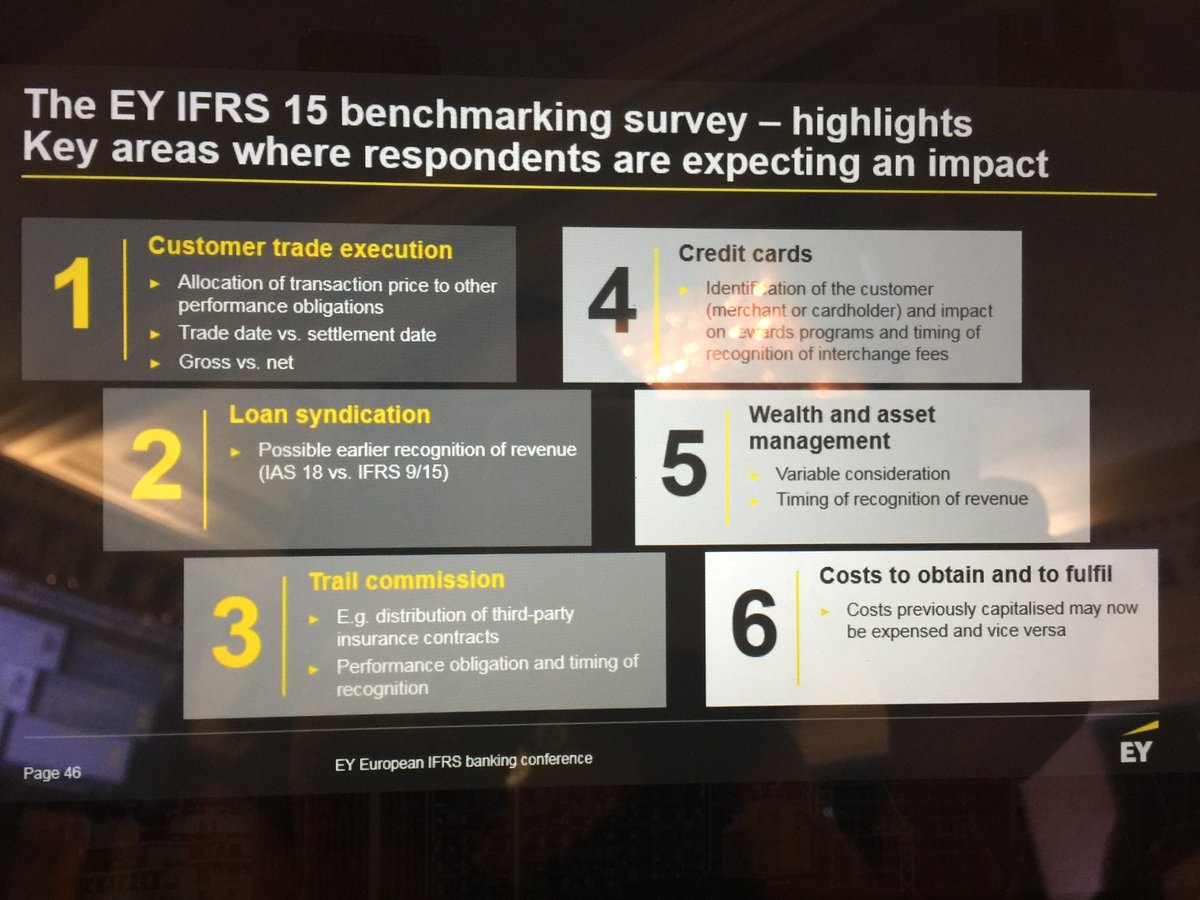 The EY IFRS 15 benchmarking survey – highlights
Key areas where respondents are expecting an impact
1
Customer trade execution
► Allocation of transaction price to other
performance obligations
► Trade date vs. settlement date
► Gross vs. net
2
Loan syndication
► Possible earlier recognition of revenue
(IAS 18 vs. IFRS 9/15)
3
Trail commission
► E.g. distribution of third-party
insurance contracts
► Performance obligation and timing of
recognition
4
Credit cards
► Identification of the customer
(merchant or cardholder) and impact
on rewards programs and timing of
recognition of interchange fees
5
Wealth and asset
management
► Variable consideration
► Timing of recognition of revenue
6
Costs to obtain and to fulfil
► Costs previously capitalised may now
be expensed and vice versa
Page 46
EY European IFRS banking conference
EY